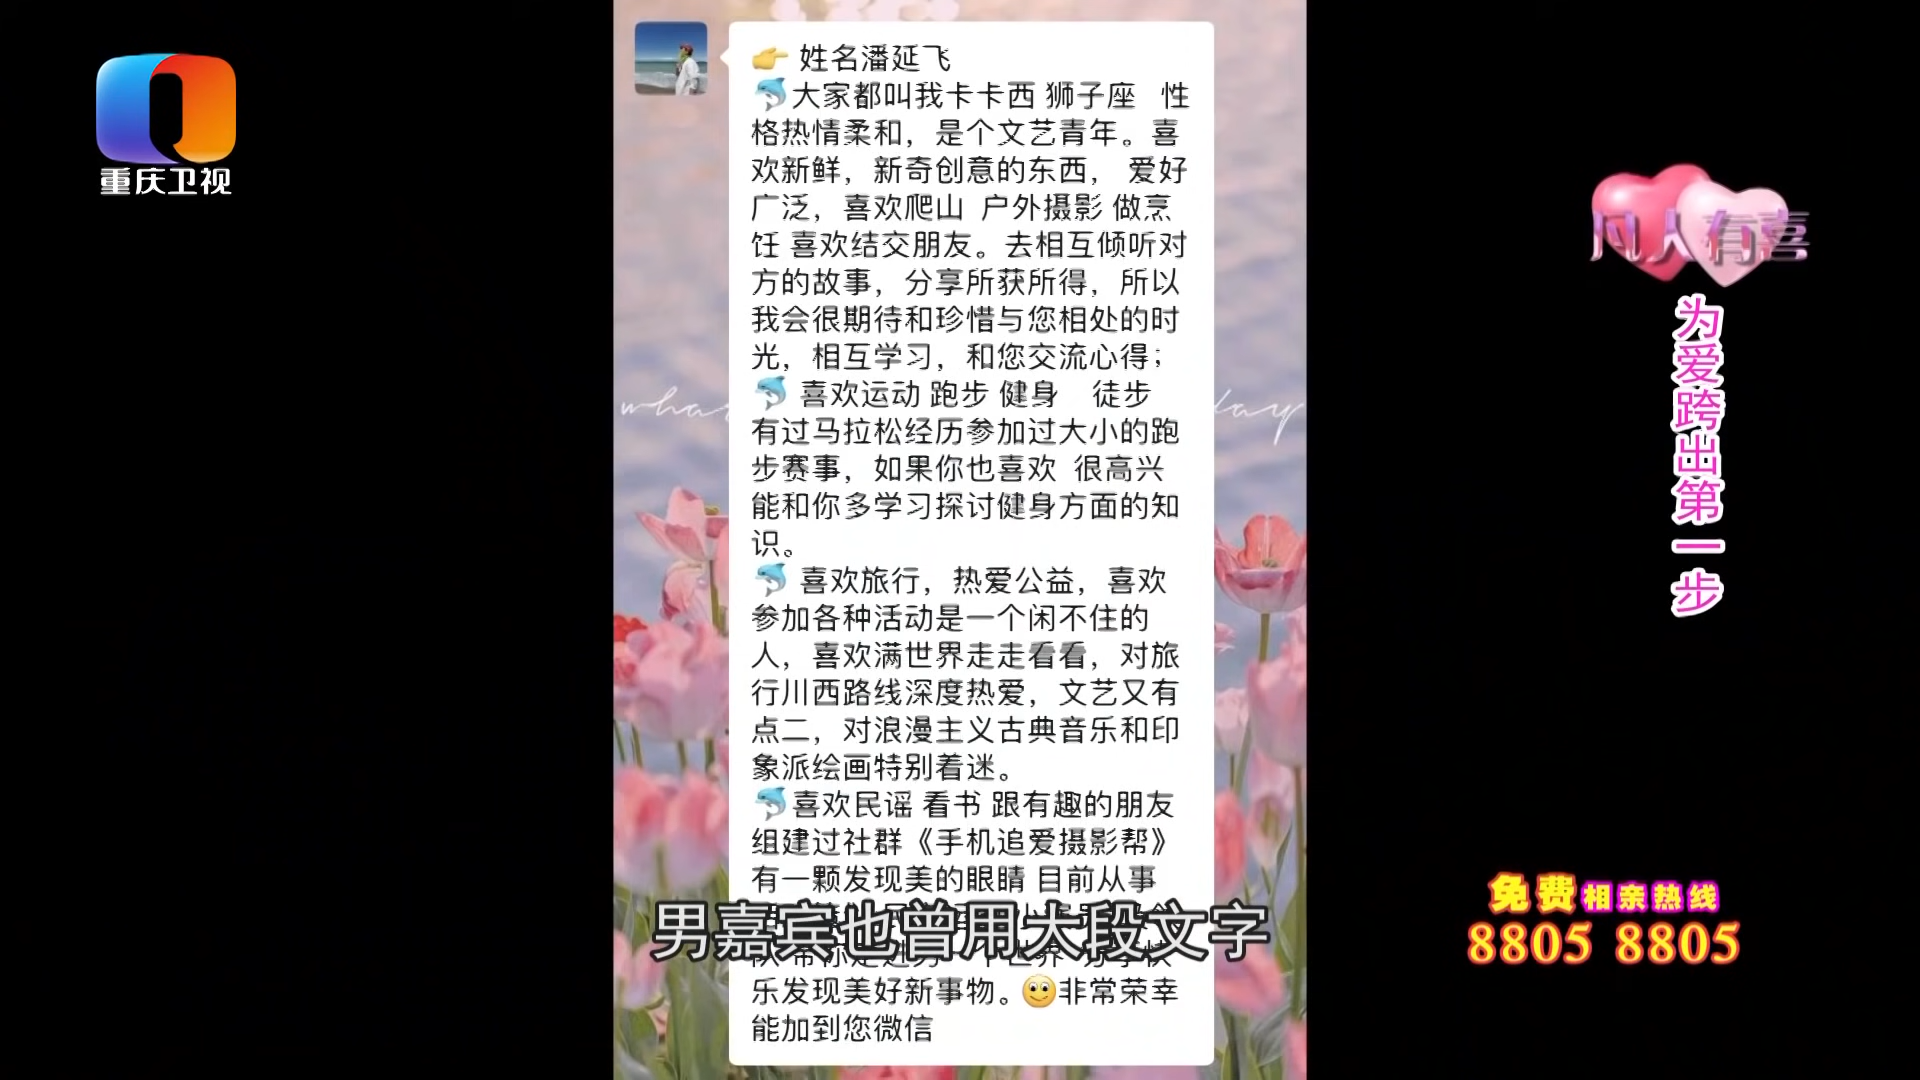 重庆卫视
👉 姓名潘延飞
🐬大家都叫我卡卡西 狮子座 性
格热情柔和，是个文艺青年。喜
欢新鲜，新奇创意的东西， 爱好
广泛，喜欢爬山 户外摄影 做烹
饪 喜欢结交朋友。去相互倾听对
方的故事，分享所获所得，所以
我会很期待和珍惜与您相处的时
光，相互学习，和您交流心得；
🐬 喜欢运动 跑步 健身 徒步
有过马拉松经历参加过大小的跑
步赛事，如果你也喜欢 很高兴
能和你多学习探讨健身方面的知
识。
🐬 喜欢旅行，热爱公益，喜欢
参加各种活动是一个闲不住的
人，喜欢满世界走走看看，对旅
行川西路线深度热爱，文艺又有
点二，对浪漫主义古典音乐和印
象派绘画特别着迷。
🐬喜欢民谣 看书 跟有趣的朋友
组建过社群《手机追爱摄影帮》
有一颗发现美的眼睛 目前从事
男嘉宾也曾用大段文字
乐发现美好新事物。🙂非常荣幸
能加到您微信
what
day
凡人有喜
为爱跨出第一步
免费相亲热线
8805 8805